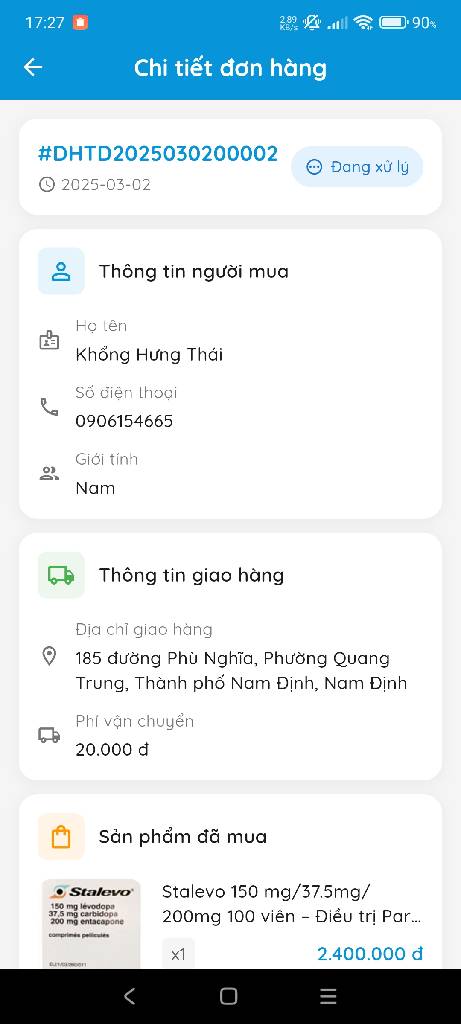 17:27
2,89
KB/s
90%
Chi tiết đơn hàng
#DHTD2025030200002
Đang xử lý
2025-03-02
Thông tin người mua
Họ tên
Khổng Hưng Thái
Số điện thoại
0906154665
Giới tính
Nam
Thông tin giao hàng
Địa chỉ giao hàng
185 đường Phù Nghĩa, Phường Quang
Trung, Thành phố Nam Định, Nam Định
Phí vận chuyển
20.000 đ
Sản phẩm đã mua
Stalevo
150 mg lévodopa
37,5 mg carbidopa
200 mg entacapone
comprimés pelliculés
Stalevo 150 mg/37.5mg/
200mg 100 viên – Điều trị Par...
x1
2.400.000 đ